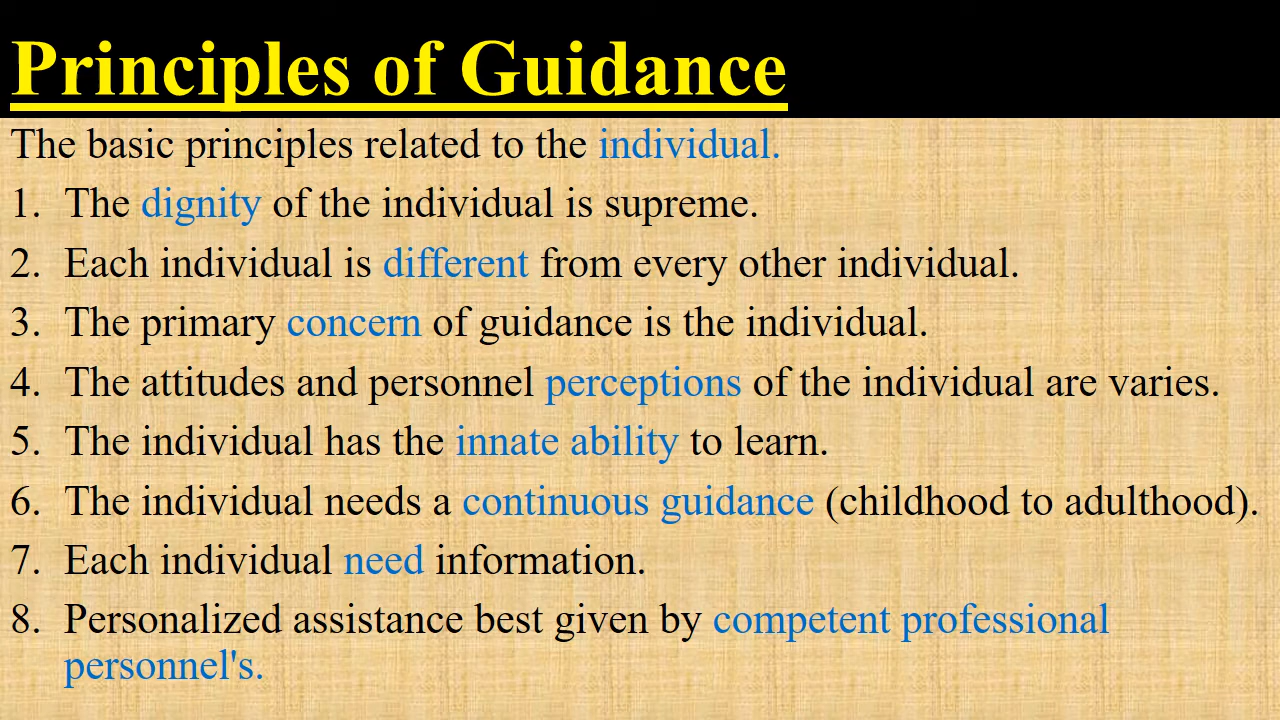 Principles of Guidance
The basic principles related to the individual.
1. The dignity of the individual is supreme.
2. Each individual is different from every other individual.
3. The primary concern of guidance is the individual.
4. The attitudes and personnel perceptions of the individual are varies.
5. The individual has the innate ability to learn.
6. The individual needs a continuous guidance (childhood to adulthood).
7. Each individual need information.
8. Personalized assistance best given by competent professional
personnel's.